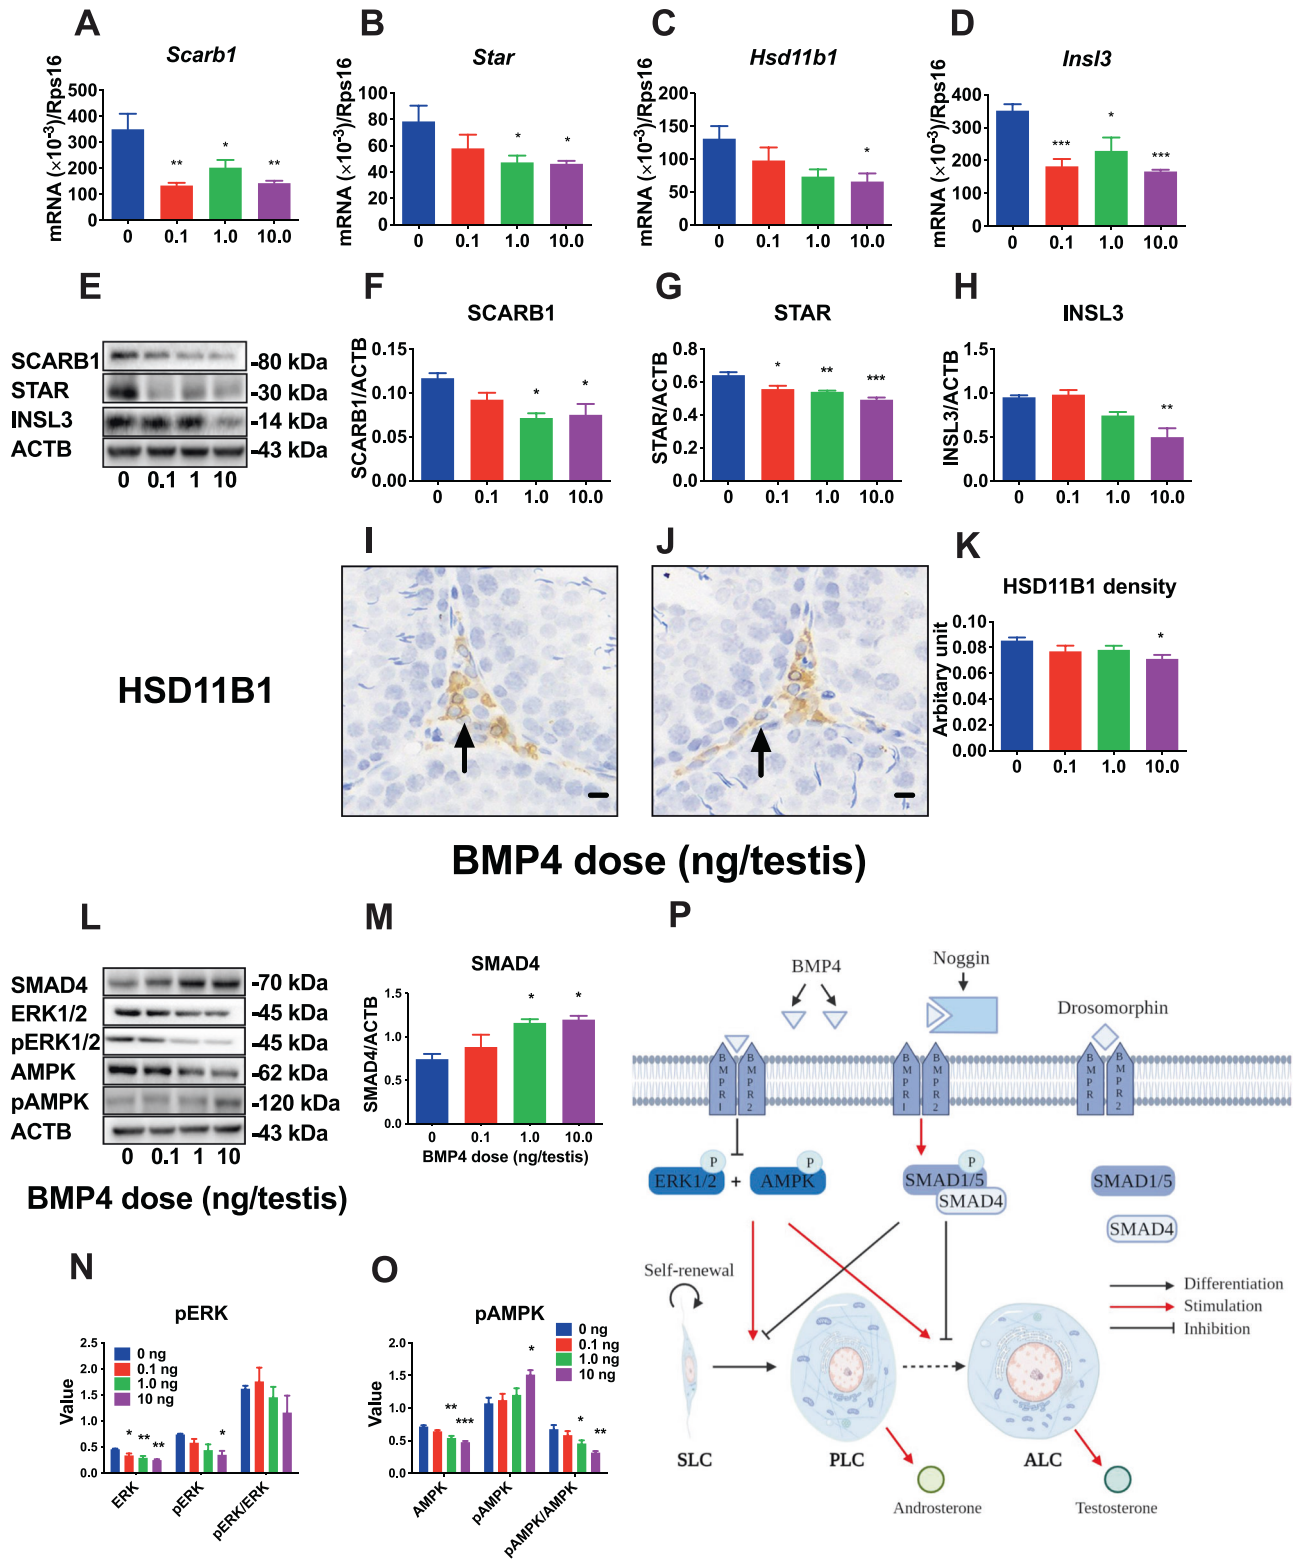 A
Scarb1
mRNA (×10-3)/Rps16
500
400
300
200
100
0
** * **
0 0.1 1.0 10.0
B
Star
mRNA (×10-3)/Rps16
100
80
60
40
20
0
* *
0 0.1 1.0 10.0
C
Hsd11b1
mRNA (×10-3)/Rps16
200
150
100
50
0
*
0 0.1 1.0 10.0
D
Insl3
mRNA (×10-3)/Rps16
400
300
200
100
0
*** * ***
0 0.1 1.0 10.0
E
SCARB1 -80 kDa
STAR -30 kDa
INSL3 -14 kDa
ACTB -43 kDa
0 0.1 1 10
F
SCARB1
SCARB1/ACTB
0.15
0.10
0.05
0.00
* *
0 0.1 1.0 10.0
G
STAR
STAR/ACTB
0.8
0.6
0.4
0.2
0.0
* ** ***
0 0.1 1.0 10.0
H
INSL3
INSL3/ACTB
1.5
1.0
0.5
0.0
**
0 0.1 1.0 10.0
HSD11B1
I
J
K
HSD11B1 density
Arbitary unit
0.10
0.08
0.06
0.04
0.02
0.00
*
0 0.1 1.0 10.0
BMP4 dose (ng/testis)
L
SMAD4 -70 kDa
ERK1/2 -45 kDa
pERK1/2 -45 kDa
AMPK -62 kDa
pAMPK -120 kDa
ACTB -43 kDa
0 0.1 1 10
BMP4 dose (ng/testis)
M
SMAD4
SMAD4/ACTB
1.5
1.0
0.5
0.0
* *
0 0.1 1.0 10.0
BMP4 dose (ng/testis)
N
pERK
Value
2.5
2.0
1.5
1.0
0.5
0.0
0 ng
0.1 ng
1.0 ng
10 ng
* ** ** *
ERK pERK pERK/ERK
O
pAMPK
Value
2.0
1.5
1.0
0.5
0.0
0 ng
0.1 ng
1.0 ng
10 ng
** *** * * **
AMPK pAMPK pAMPK/AMPK
P
BMP4
Noggin
Drosomorphin
BMPR1 BMPR2
BMPR1 BMPR2
BMPR1 BMPR2
P P P
ERK1/2 + AMPK
SMAD1/5
SMAD4
SMAD1/5
SMAD4
Self-renewal
Differentiation
Stimulation
Inhibition
SLC PLC ALC
Androsterone
Testosterone